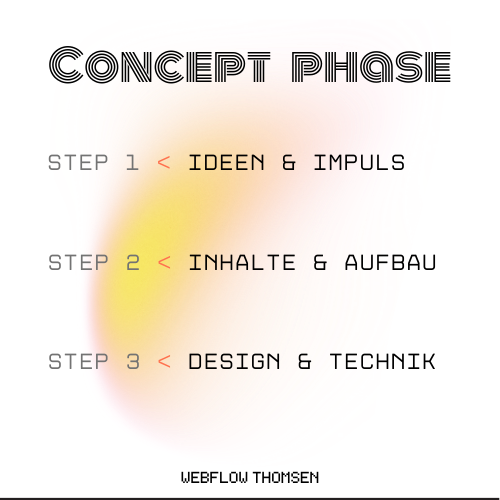 Concept phase
STEP 1 < IDEEN & IMPULS
STEP 2 < INHALTE & AUFBAU
STEP 3 < DESIGN & TECHNIK
WEBFLOW THOMSEN